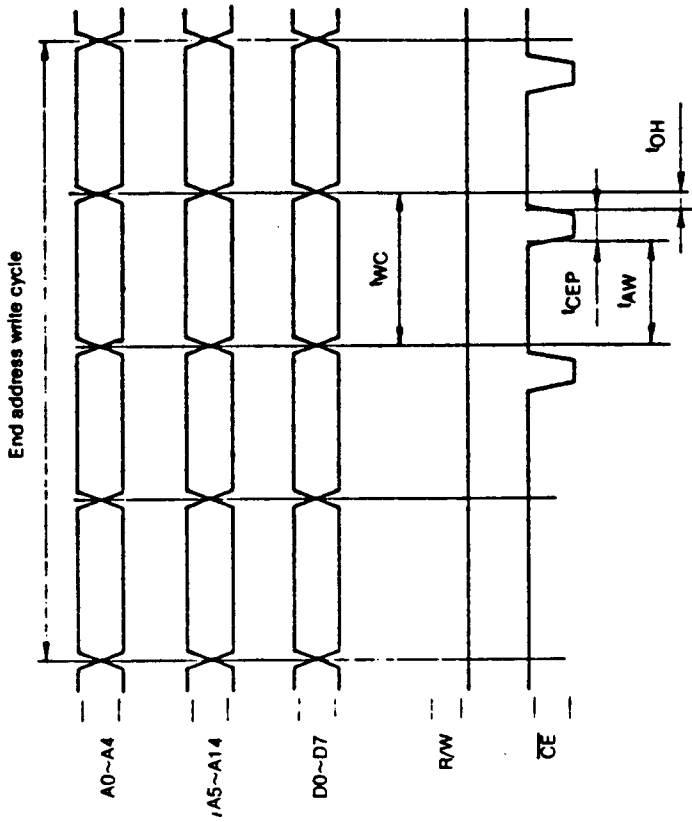 End address write cycle
A0~A4
A5~A14
D0~D7
R/W
CE
tWC
tCEP
tAW
tOH